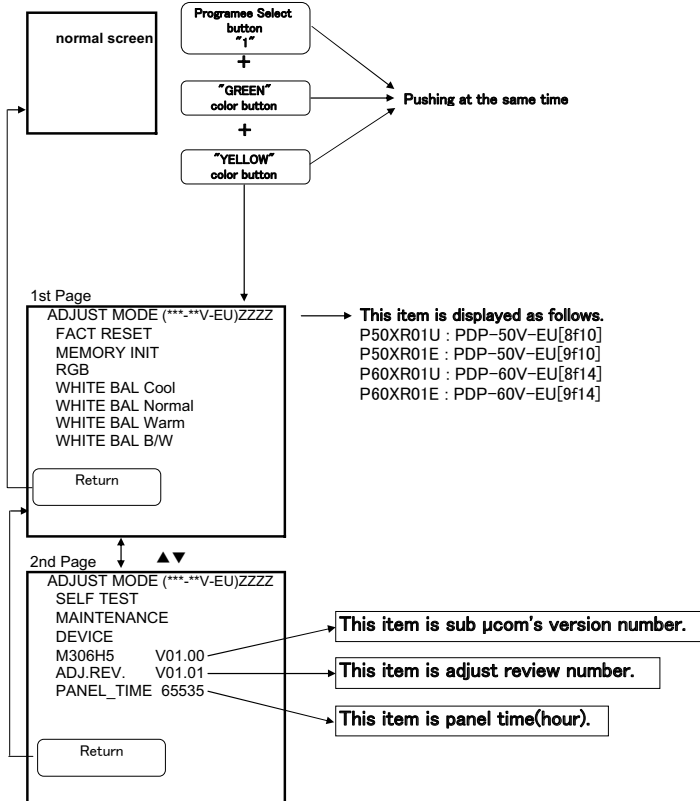 normal screen
Programee Select
button
"1"
+
"GREEN"
color button
+
"YELLOW"
color button
Pushing at the same time
1st Page
ADJUST MODE (***-**V-EU)ZZZZ
FACT RESET
MEMORY INIT
RGB
WHITE BAL Cool
WHITE BAL Normal
WHITE BAL Warm
WHITE BAL B/W
Return
This item is displayed as follows.
P50XR01U : PDP-50V-EU[8f10]
P50XR01E : PDP-50V-EU[9f10]
P60XR01U : PDP-60V-EU[8f14]
P60XR01E : PDP-60V-EU[9f14]
2nd Page ▲▼
ADJUST MODE (***-**V-EU)ZZZZ
SELF TEST
MAINTENANCE
DEVICE
M306H5 V01.00
ADJ.REV. V01.01
PANEL_TIME 65535
Return
This item is sub μcom's version number.
This item is adjust review number.
This item is panel time(hour).